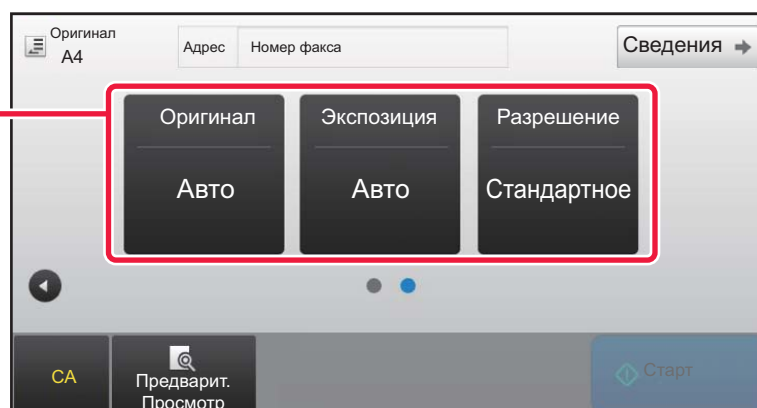 Оригинал
A4
Адрес
Номер факса
Сведения
Оригинал
Авто
Экспозиция
Авто
Разрешение
Стандартное
CA
Предварит.
Просмотр
Старт